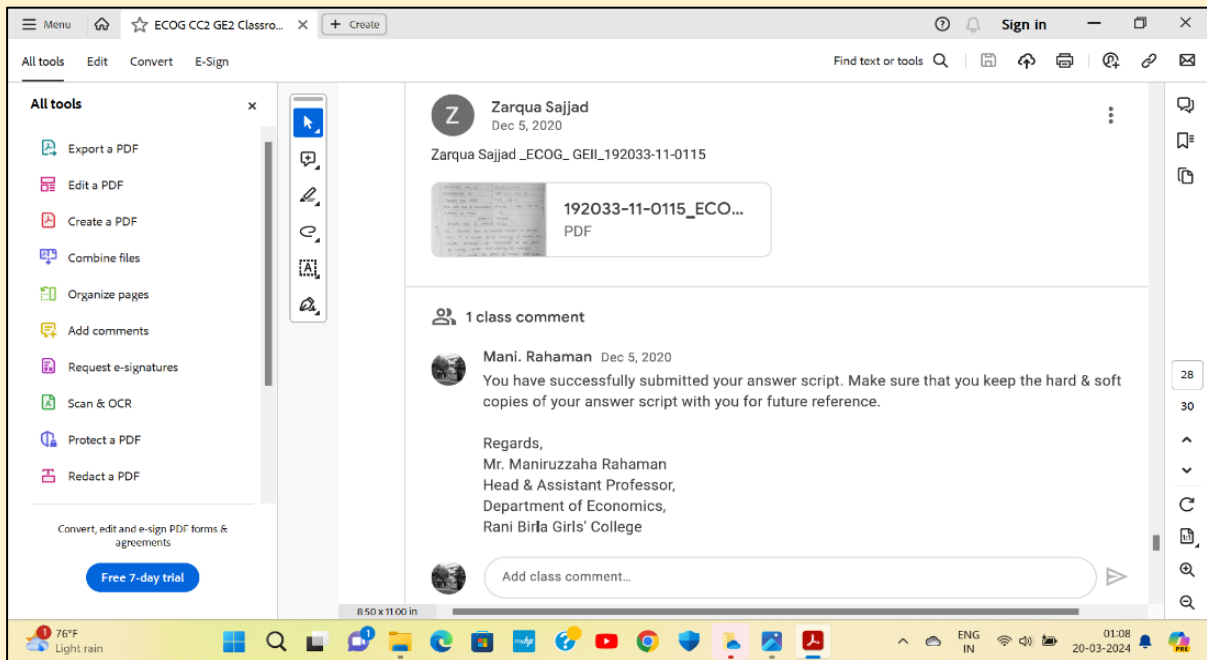 Menu
ECOG CC2 GE2 Classro...
Create
Sign in
All tools
Edit
Convert
E-Sign
Find text or tools
All tools
Export a PDF
Edit a PDF
Create a PDF
Combine files
Organize pages
Add comments
Request e-signatures
Scan & OCR
Protect a PDF
Redact a PDF
Convert, edit and e-sign PDF forms &
agreements
Free 7-day trial
Z
Zarqua Sajjad
Dec 5, 2020
Zarqua Sajjad _ECOG_ GEII_192033-11-0115
192033-11-0115_ECO...
PDF
1 class comment
Mani. Rahaman Dec 5, 2020
You have successfully submitted your answer script. Make sure that you keep the hard & soft
copies of your answer script with you for future reference.
Regards,
Mr. Maniruzzaha Rahaman
Head & Assistant Professor,
Department of Economics,
Rani Birla Girls' College
Add class comment...
8.50 x 11.00 in
28
30
1:1
1
76°F
Light rain
1
myhp
ENG
IN
01:08
20-03-2024
PRE